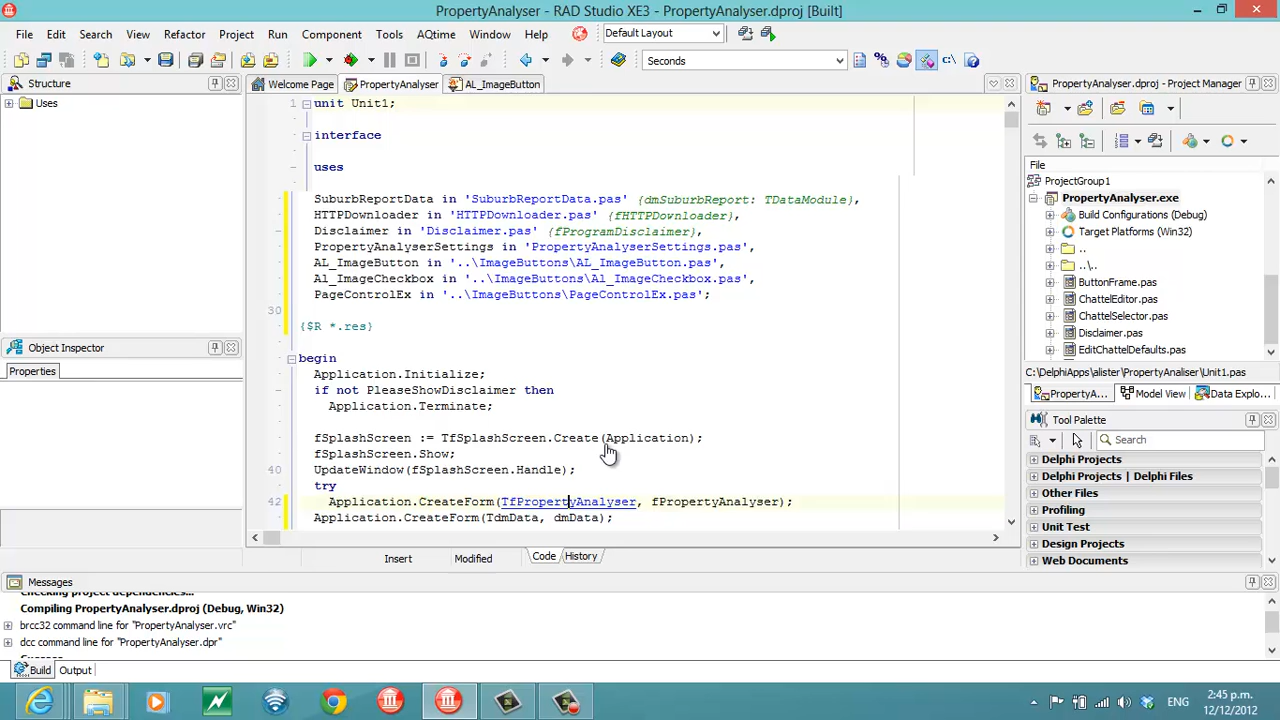 PropertyAnalyser - RAD Studio XE3 - PropertyAnalyser.dproj [Built]
File Edit Search View Refactor Project Run Component Tools AQtime Window Help Default Layout
Seconds
Structure
Uses
Object Inspector
Properties
Welcome Page PropertyAnalyser AL_ImageButton
1 unit Unit1;
interface
uses
SuburbReportData in 'SuburbReportData.pas' {dmSuburbReport: TDataModule},
HTTPDownloader in 'HTTPDownloader.pas' {fHTTPDownloader},
Disclaimer in 'Disclaimer.pas' {fProgramDisclaimer},
PropertyAnalyserSettings in 'PropertyAnalyserSettings.pas',
AL_ImageButton in '..\ImageButtons\AL_ImageButton.pas',
Al_ImageCheckbox in '..\ImageButtons\Al_ImageCheckbox.pas',
PageControlEx in '..\ImageButtons\PageControlEx.pas';
30
{$R *.res}
begin
Application.Initialize;
if not PleaseShowDisclaimer then
Application.Terminate;
fSplashScreen := TfSplashScreen.Create(Application);
fSplashScreen.Show;
40 UpdateWindow(fSplashScreen.Handle);
try
42 Application.CreateForm(TfPropertyAnalyser, fPropertyAnalyser);
Application.CreateForm(TdmData, dmData);
Insert Modified Code History
PropertyAnalyser.dproj - Project Manager
File
ProjectGroup1
PropertyAnalyser.exe
Build Configurations (Debug)
Target Platforms (Win32)
..
..\..
ButtonFrame.pas
ChattelEditor.pas
ChattelSelector.pas
Disclaimer.pas
EditChattelDefaults.pas
C:\DelphiApps\alister\PropertyAnaliser\Unit1.pas
PropertyA... Model View Data Explo...
Tool Palette
Search
Delphi Projects
Delphi Projects | Delphi Files
Other Files
Profiling
Unit Test
Design Projects
Web Documents
Messages
Checking project dependencies...
Compiling PropertyAnalyser.dproj (Debug, Win32)
brcc32 command line for "PropertyAnalyser.vrc"
dcc command line for "PropertyAnalyser.dpr"
Build Output
ENG
2:45 p.m.
12/12/2012